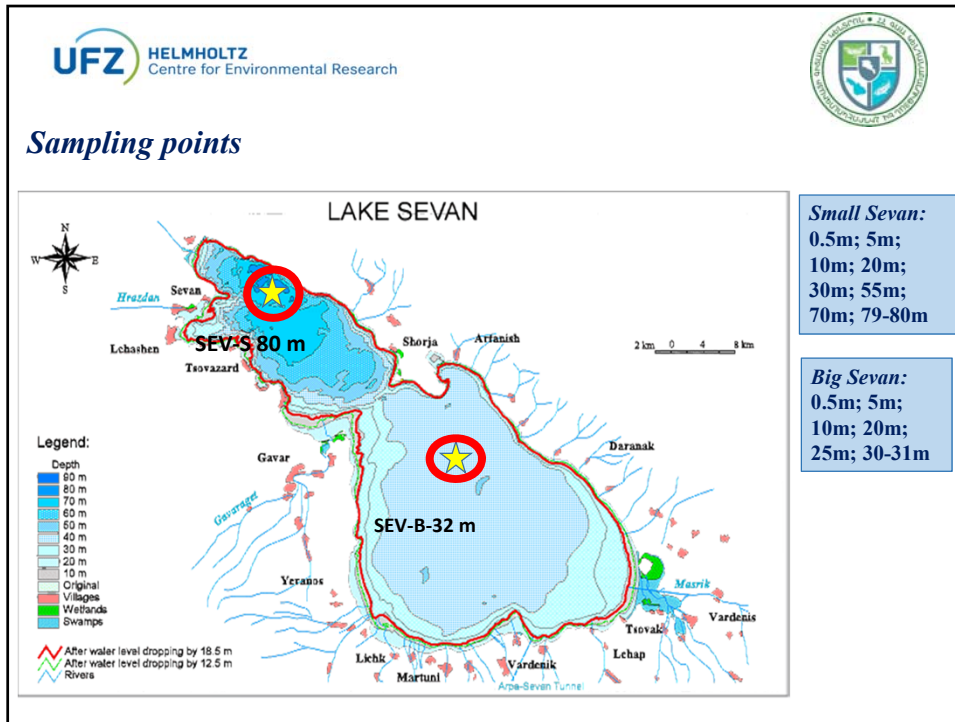 UFZ
HELMHOLTZ
Centre for Environmental Research
Sampling points
LAKE SEVAN
N
W E
S
Hrazdan
Sevan
Lchashen
Tsovazard
SEV-S 80 m
Shorja
Artanish
2 km 0 4 8 km
Gavar
Gavaraget
Daranak
SEV-B-32 m
Yeranos
Masrik
Vardenis
Tsovak
Lchap
Lichk
Martuni
Vardenik
Arpa-Sevan Tunnel
Legend:
Depth
90 m
80 m
70 m
60 m
50 m
40 m
30 m
20 m
10 m
Original
Villages
Wetlands
Swamps
After water level dropping by 18.5 m
After water level dropping by 12.5 m
Rivers
Small Sevan:
0.5m; 5m;
10m; 20m;
30m; 55m;
70m; 79-80m
Big Sevan:
0.5m; 5m;
10m; 20m;
25m; 30-31m